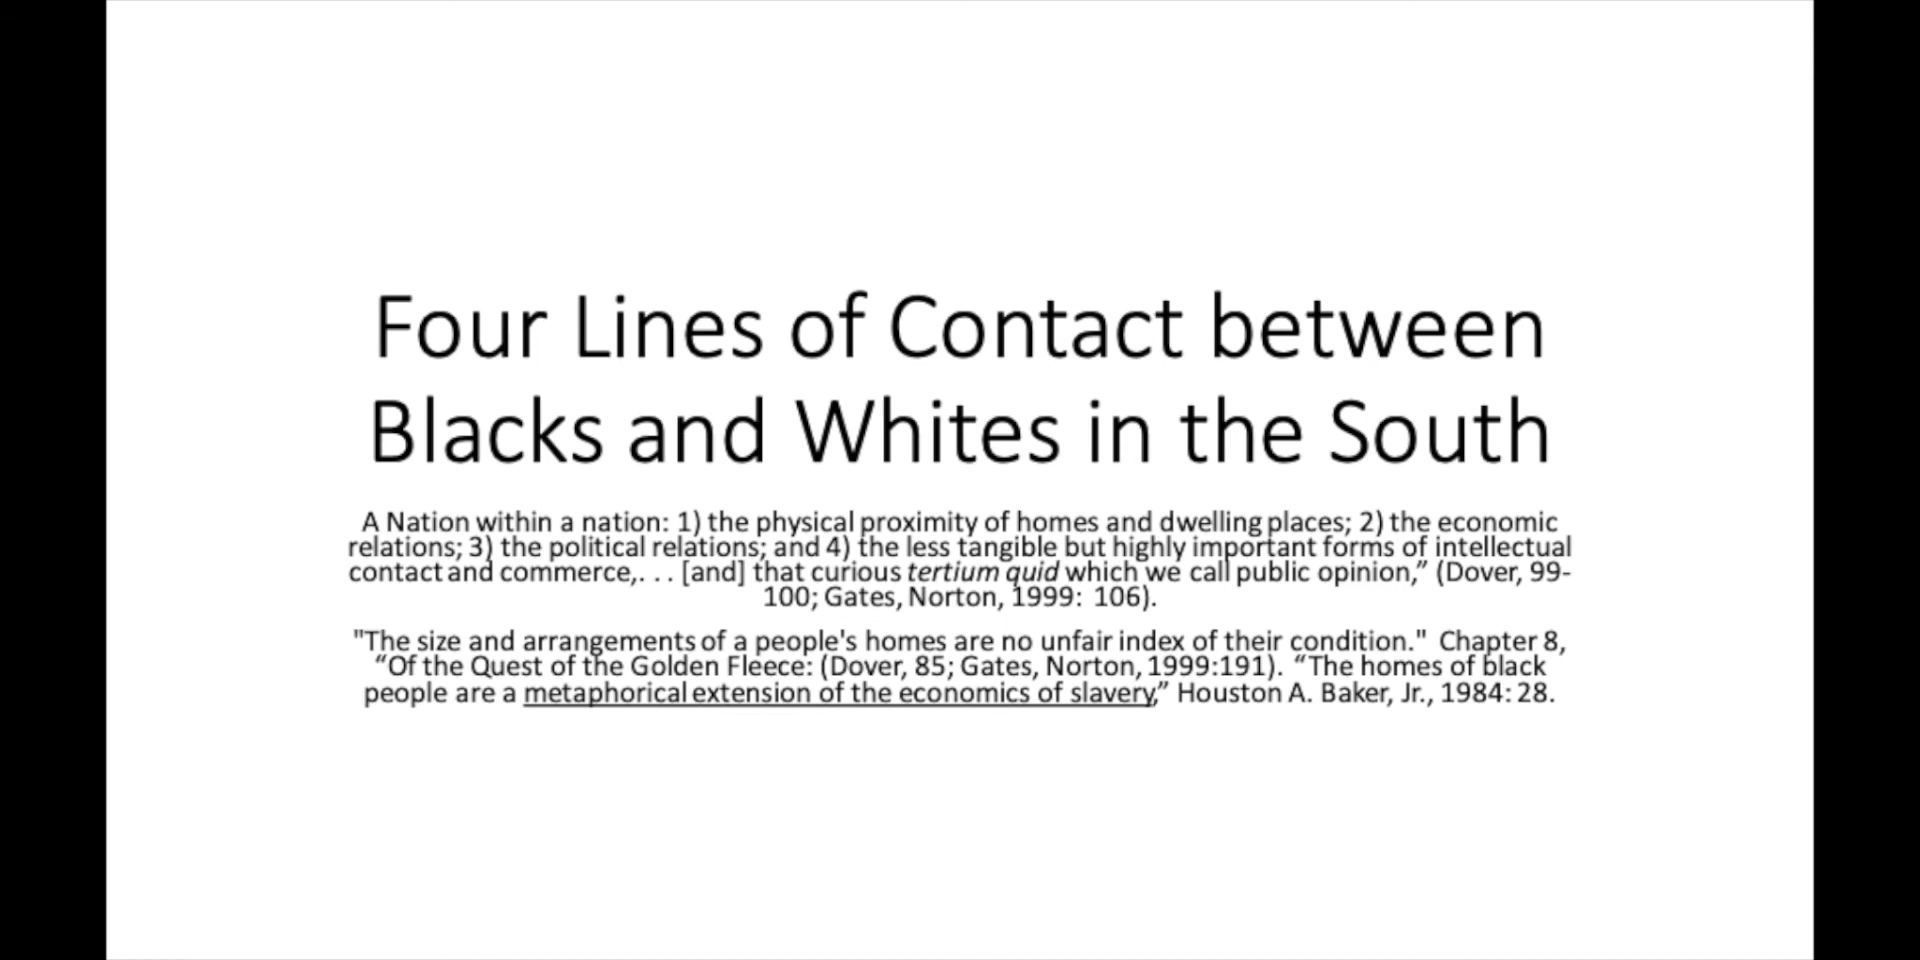 Four Lines of Contact between
Blacks and Whites in the South
A Nation within a nation: 1) the physical proximity of homes and dwelling places; 2) the economic
relations; 3) the political relations; and 4) the less tangible but highly important forms of intellectual
contact and commerce,. . . [and] that curious tertium quid which we call public opinion,” (Dover, 99-
100; Gates, Norton, 1999: 106).
"The size and arrangements of a people's homes are no unfair index of their condition." Chapter 8,
“Of the Quest of the Golden Fleece: (Dover, 85; Gates, Norton, 1999:191). “The homes of black
people are a metaphorical extension of the economics of slavery,” Houston A. Baker, Jr., 1984: 28.